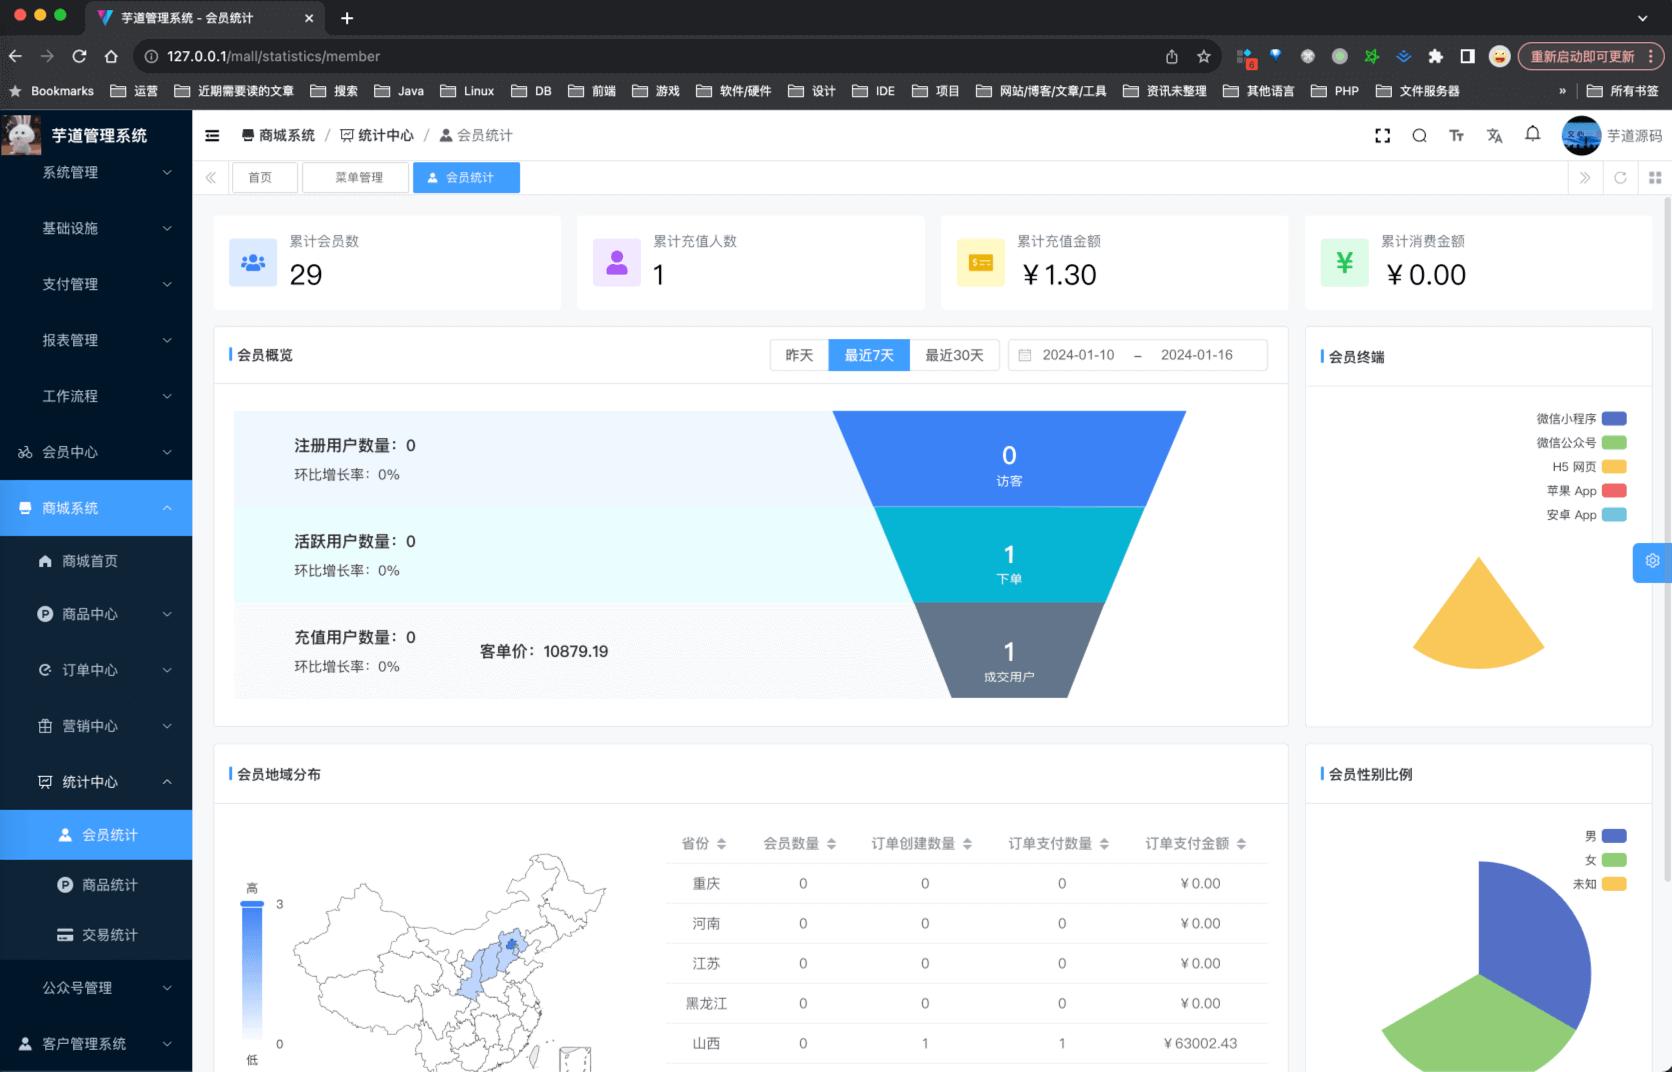 芋道管理系统 - 会员统计
127.0.0.1/mall/statistics/member
6
重新启动即可更新
Bookmarks 运营 近期需要读的文章 搜索 Java Linux DB 前端 游戏 软件/硬件 设计 IDE 项目 网站/博客/文章/工具 资讯未整理 其他语言 PHP 文件服务器 » 所有书签
芋道管理系统
系统管理
基础设施
支付管理
报表管理
工作流程
会员中心
商城系统
商城首页
商品中心
订单中心
营销中心
统计中心
会员统计
商品统计
交易统计
公众号管理
客户管理系统
商城系统 / 统计中心 / 会员统计
芋道源码
首页 菜单管理 会员统计
累计会员数
29
累计充值人数
1
累计充值金额
¥1.30
累计消费金额
¥0.00
会员概览
昨天 最近7天 最近30天 2024-01-10 - 2024-01-16
注册用户数量：0
环比增长率：0%
0
访客
活跃用户数量：0
环比增长率：0%
1
下单
充值用户数量：0
环比增长率：0%
客单价：10879.19
1
成交用户
会员终端
微信小程序
微信公众号
H5 网页
苹果 App
安卓 App
会员地域分布
高
3
0
低
省份 会员数量 订单创建数量 订单支付数量 订单支付金额
重庆 0 0 0 ¥0.00
河南 0 0 0 ¥0.00
江苏 0 0 0 ¥0.00
黑龙江 0 0 0 ¥0.00
山西 0 1 1 ¥63002.43
会员性别比例
男
女
未知